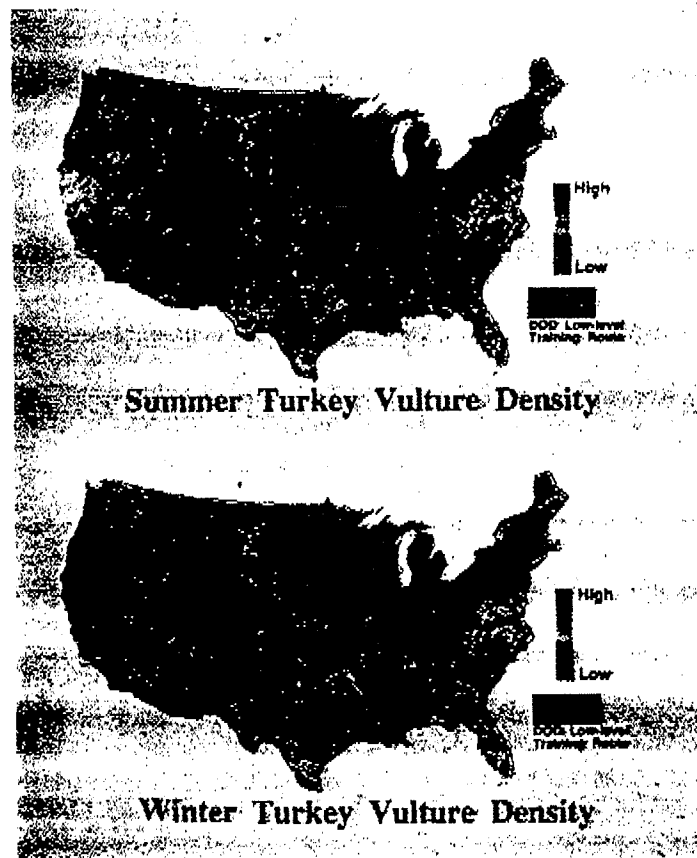 High
Low
DOD Low-level
Training Route
Summer Turkey Vulture Density
High
Low
DOD Low-level
Training Route
Winter Turkey Vulture Density